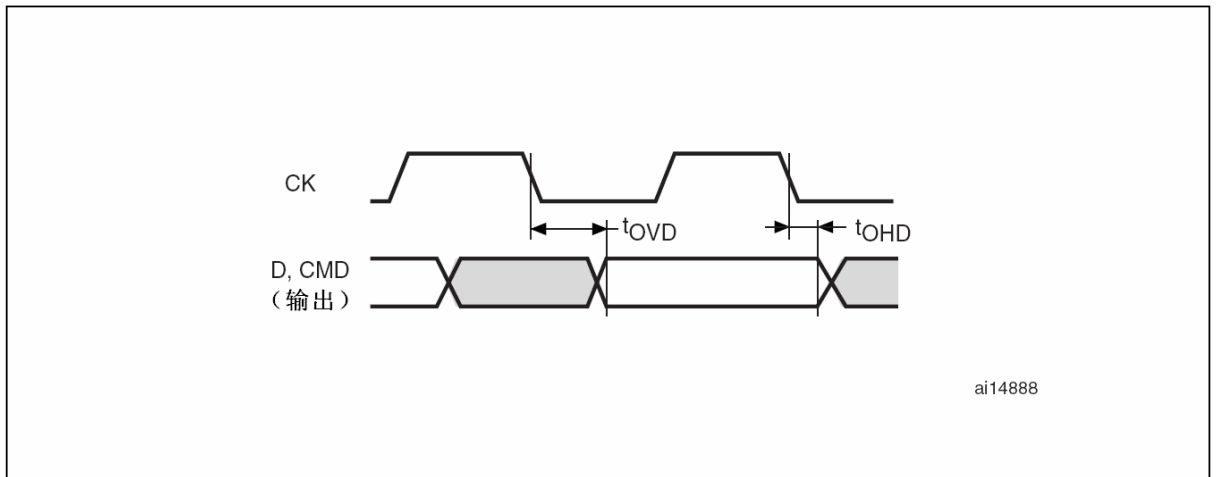 CK
tOVD
tOHD
D, CMD
（输出）
ai14888